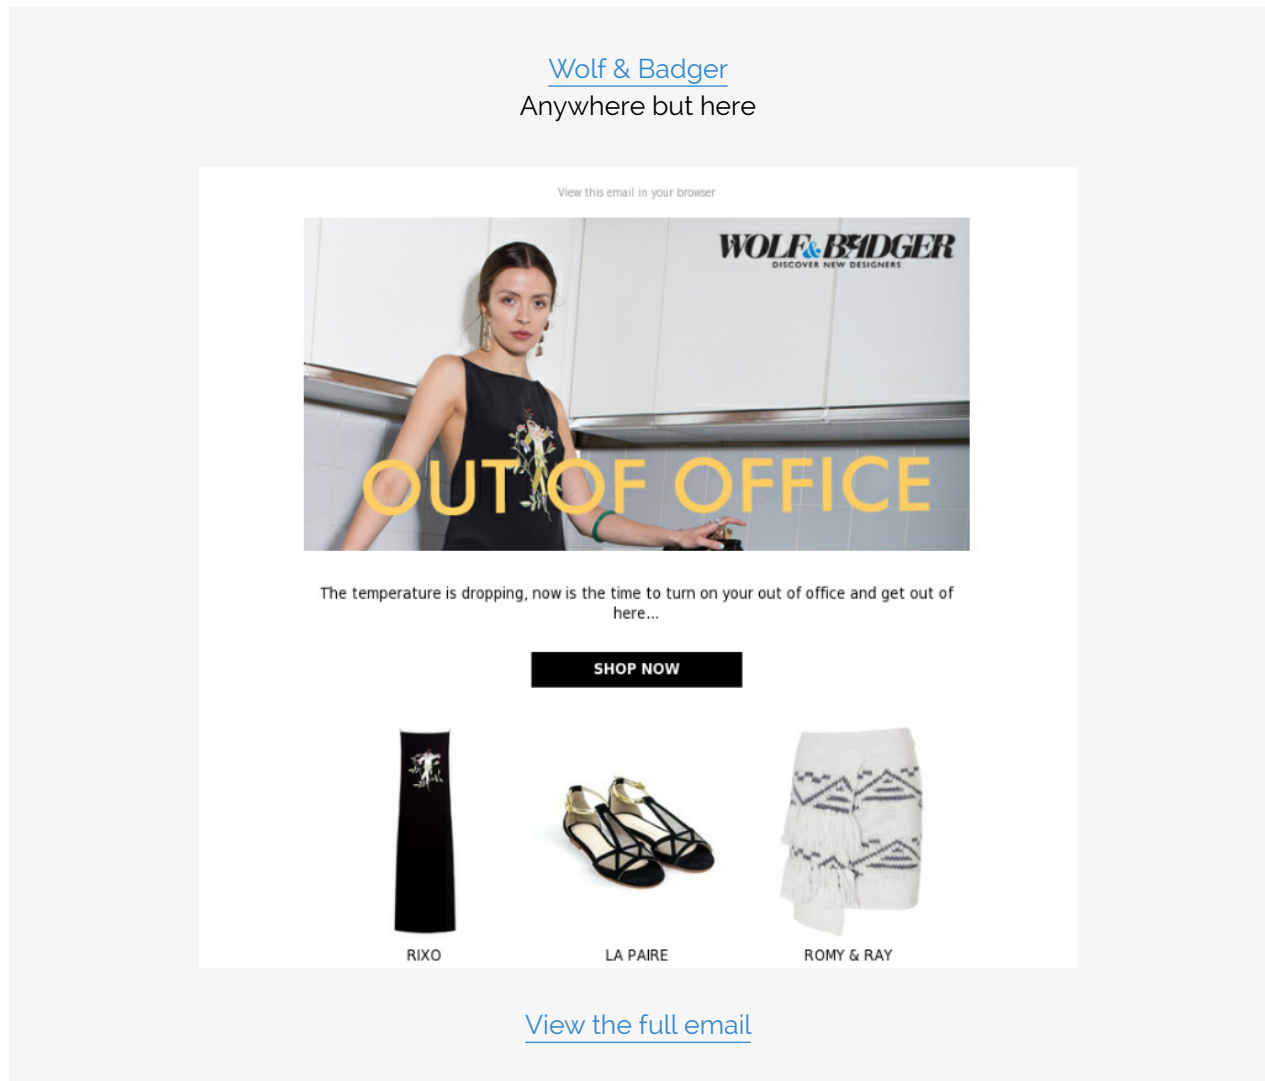 Wolf & Badger
Anywhere but here
View this email in your browser
WOLF&BADGER
DISCOVER NEW DESIGNERS
OUT OF OFFICE
The temperature is dropping, now is the time to turn on your out of office and get out of
here...
SHOP NOW
RIXO
LA PAIRE
ROMY & RAY
View the full email